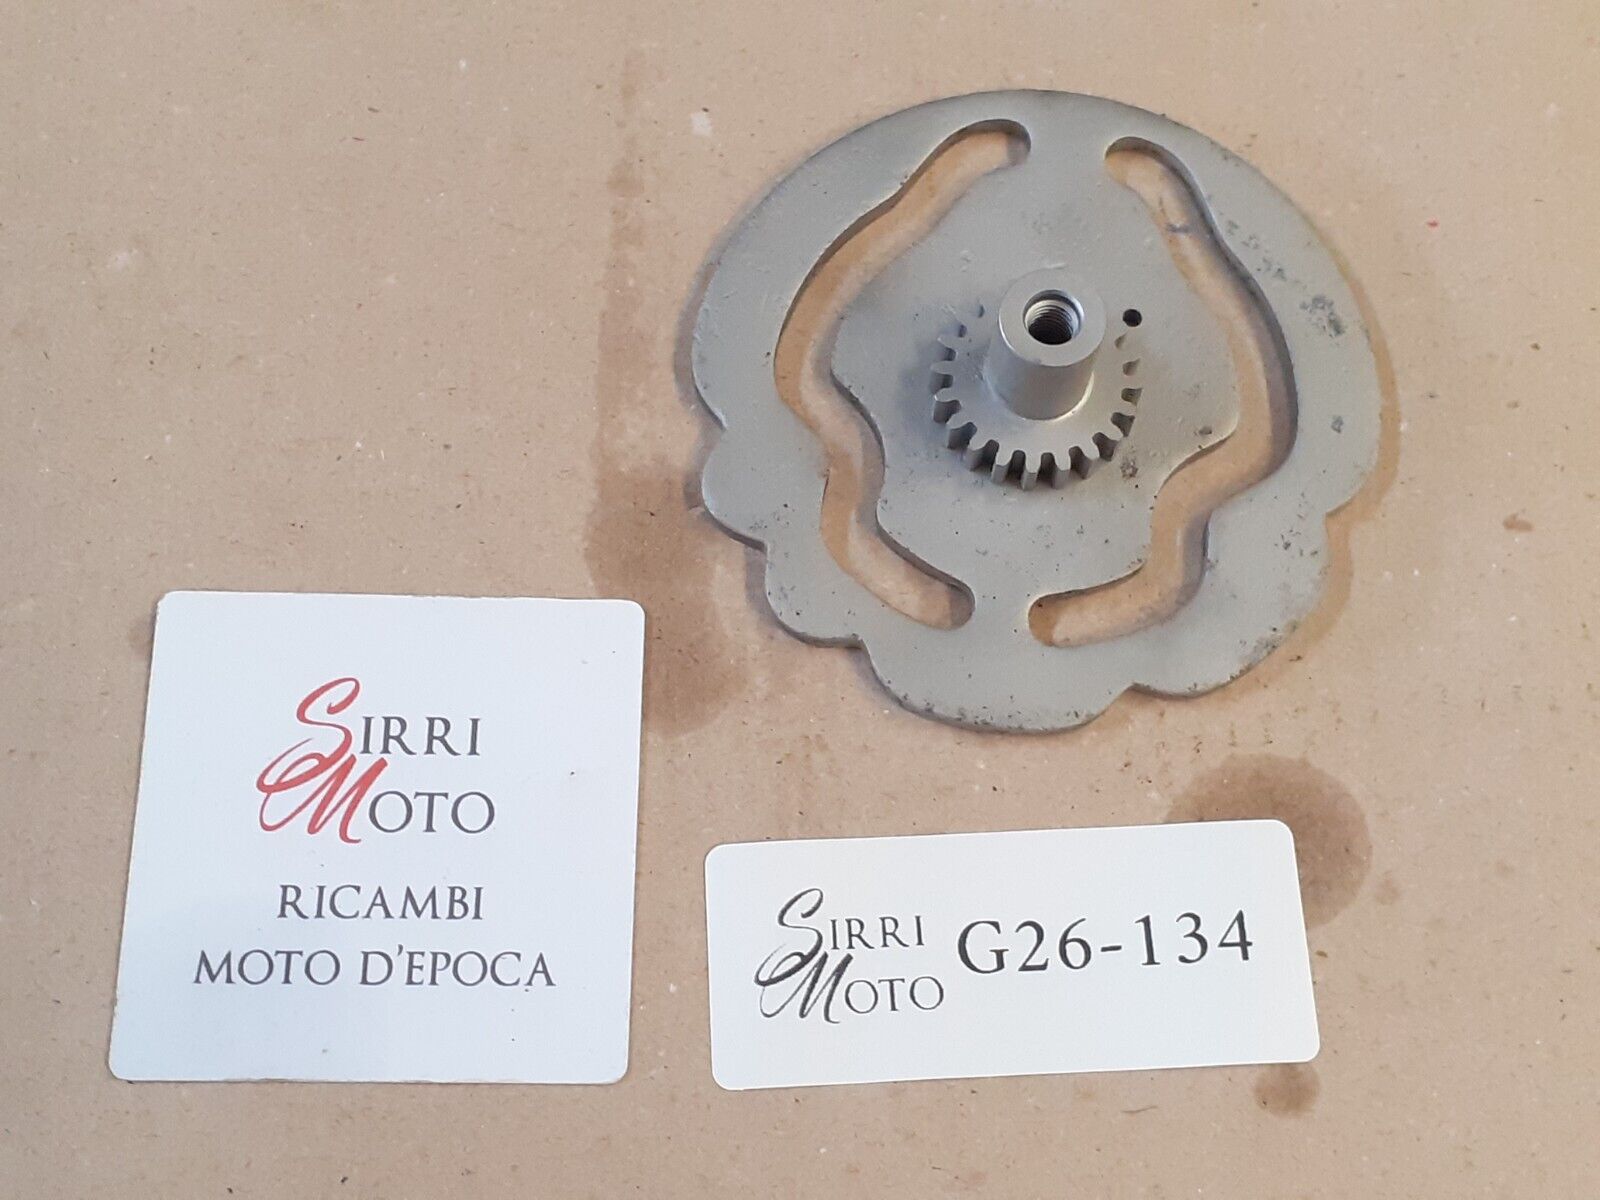 SIRRI
MOTO
RICAMBI
MOTO D'EPOCA
SIRRI
MOTO
G26-134